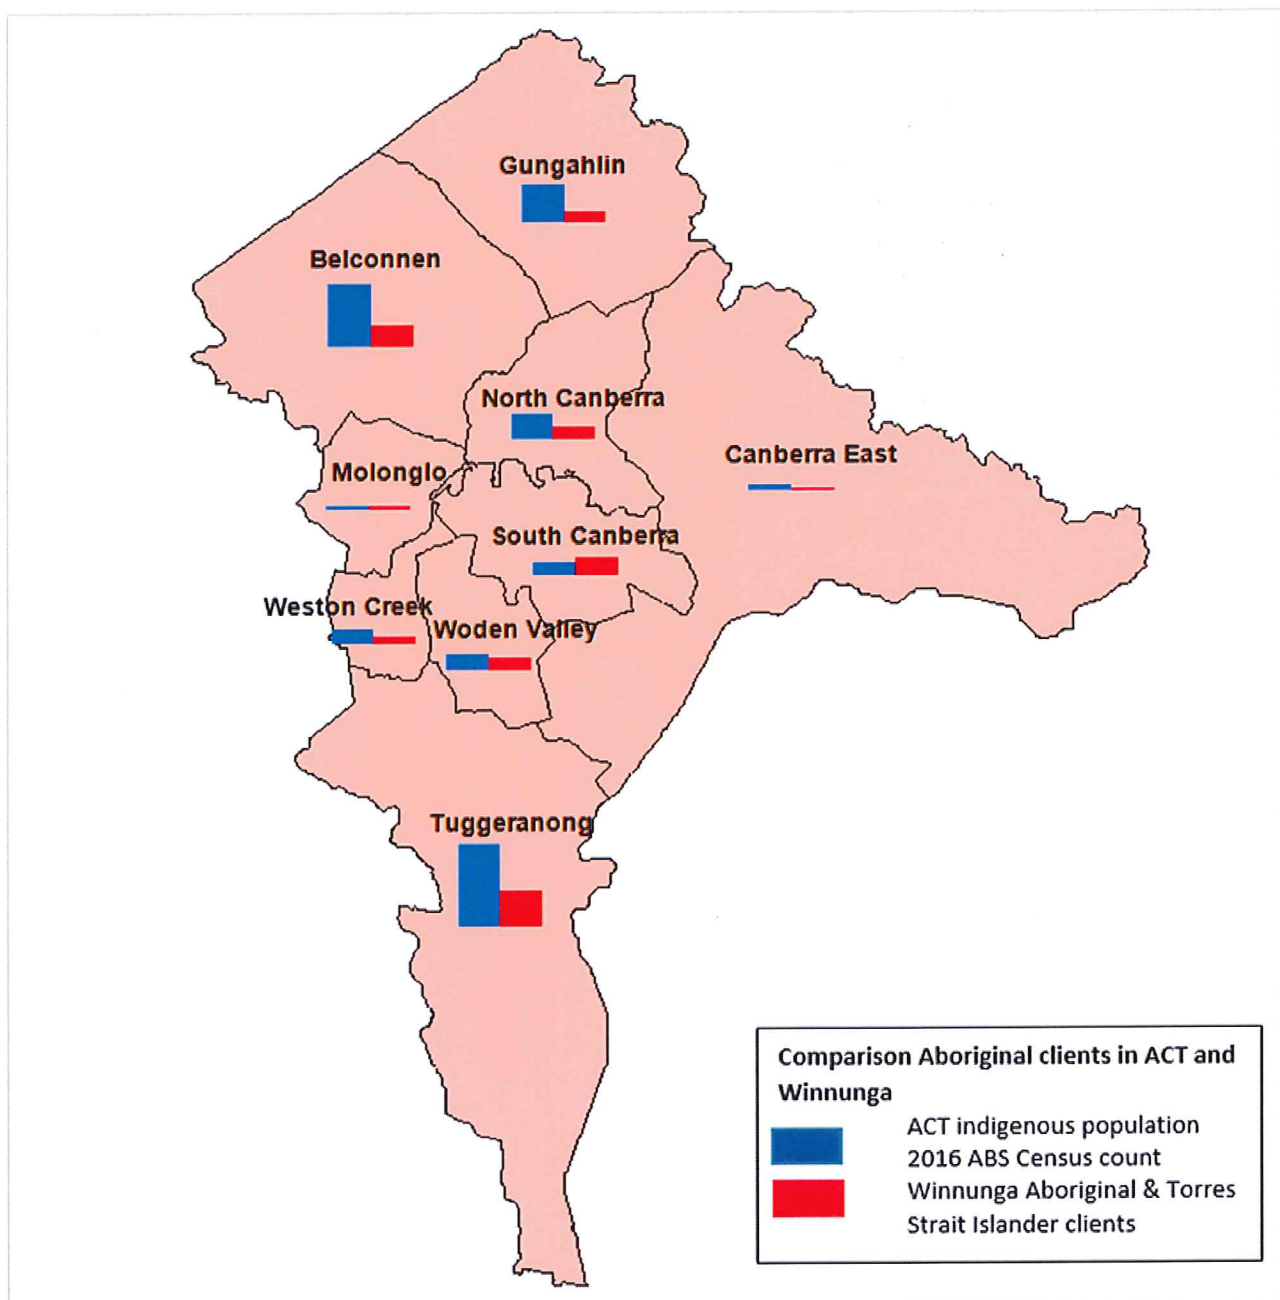 Gungahlin
Belconnen
North Canberra
Canberra East
Molonglo
South Canberra
Weston Creek
Woden Valley
Tuggeranong
Comparison Aboriginal clients in ACT and
Winnunga
ACT indigenous population
2016 ABS Census count
Winnunga Aboriginal & Torres
Strait Islander clients